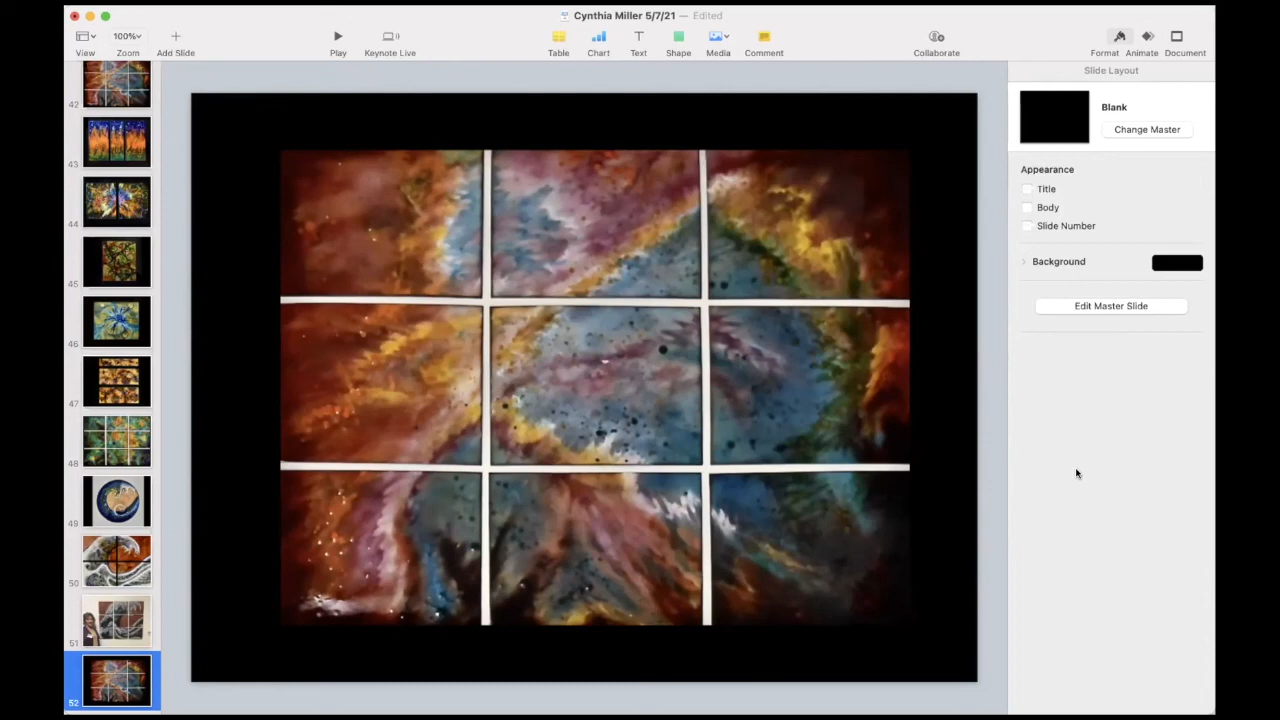 Cynthia Miller 5/7/21 — Edited
View
100%
Zoom
Add Slide
Play
Keynote Live
Table
Chart
Text
Shape
Media
Comment
Collaborate
Format
Animate
Document
Slide Layout
Blank
Change Master
Appearance
Title
Body
Slide Number
Background
Edit Master Slide
42
43
44
45
46
47
48
49
50
51
52